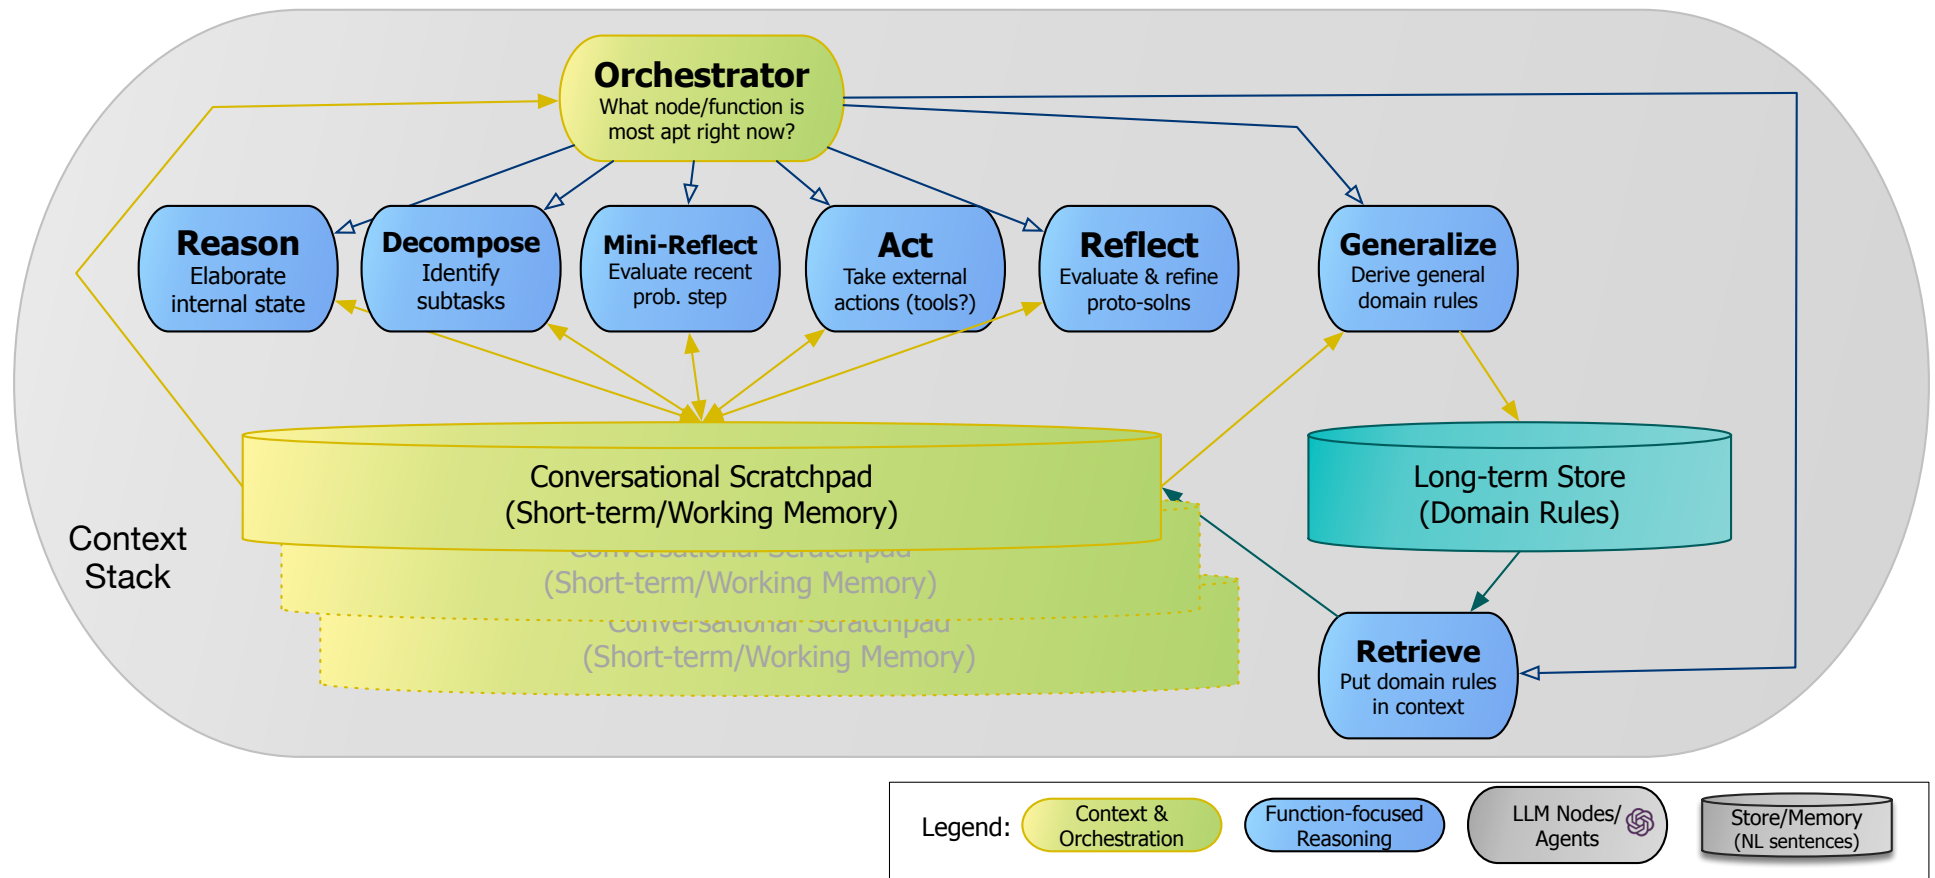 Orchestrator
What node/function is
most apt right now?
Reason
Elaborate
internal state
Decompose
Identify
subtasks
Mini-Reflect
Evaluate recent
prob. step
Act
Take external
actions (tools?)
Reflect
Evaluate & refine
proto-solns
Generalize
Derive general
domain rules
Conversational Scratchpad
(Short-term/Working Memory)
Conversational Scratchpad
(Short-term/Working Memory)
Conversational Scratchpad
(Short-term/Working Memory)
Long-term Store
(Domain Rules)
Context
Stack
Retrieve
Put domain rules
in context
Legend:
Context &
Orchestration
Function-focused
Reasoning
LLM Nodes/
Agents
Store/Memory
(NL sentences)